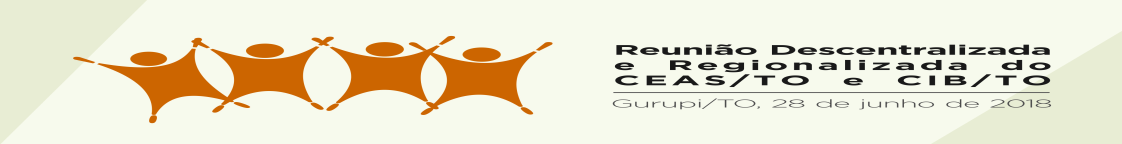 Reunião Descentralizada
e Regionalizada do
CEAS/TO e CIB/TO
Gurupi/TO, 28 de junho de 2018